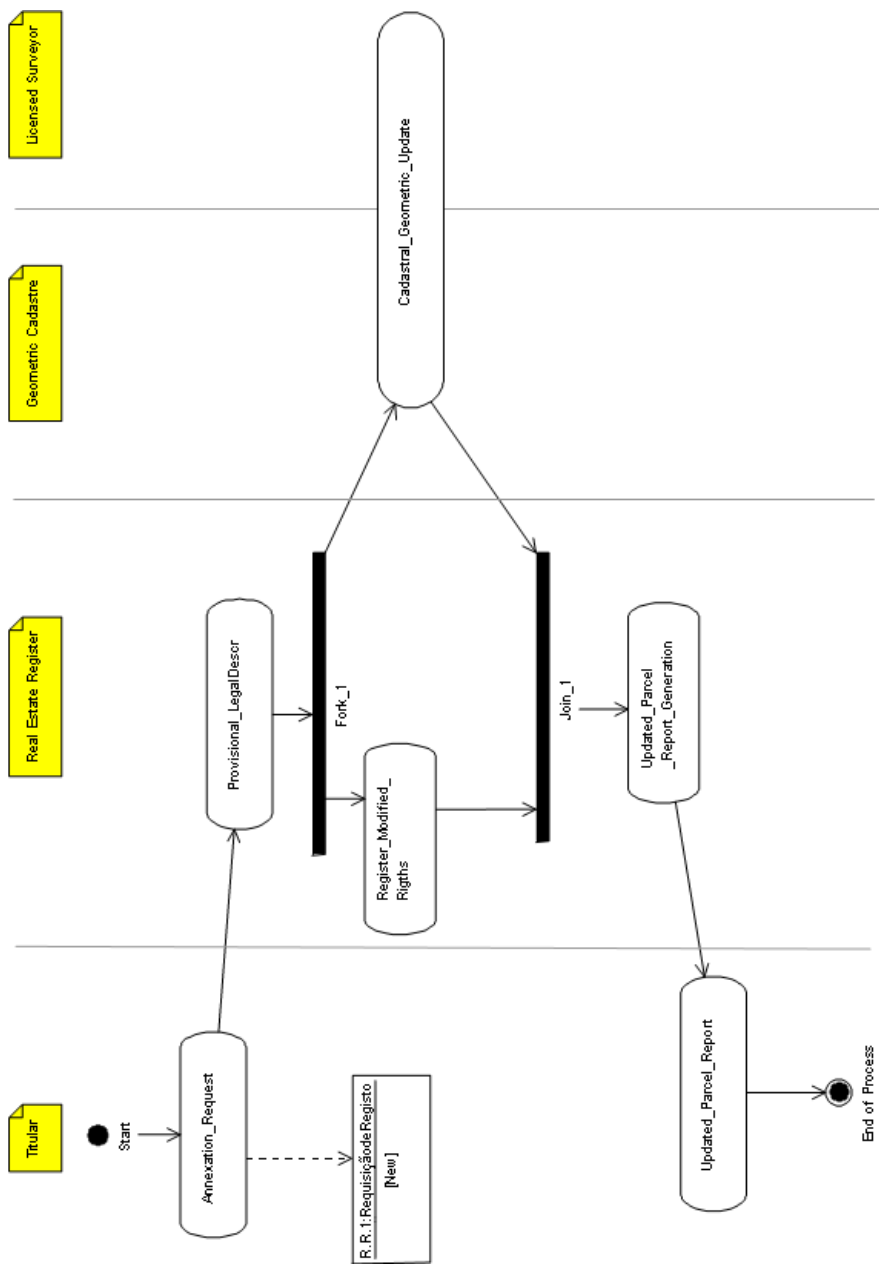 Titular
Real Estate Register
Geometric Cadastre
Licensed Surveyor
Start
Annexation_Request
R.R.1:RequisiçãodeRegisto
[New]
Provisional_LegalDescr
Fork_1
Register_Modified_
Rigths
Cadastral_Geometric_Update
Join_1
Updated_Parcel
_Report_Generation
Updated_Parcel_Report
End of Process